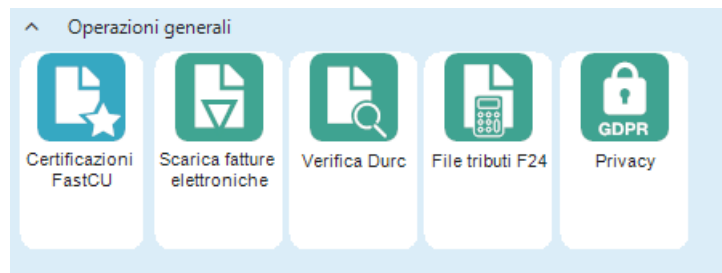 Operazioni generali
GDPR
Certificazioni
FastCU
Scarica fatture
elettroniche
Verifica Durc
File tributi F24
Privacy